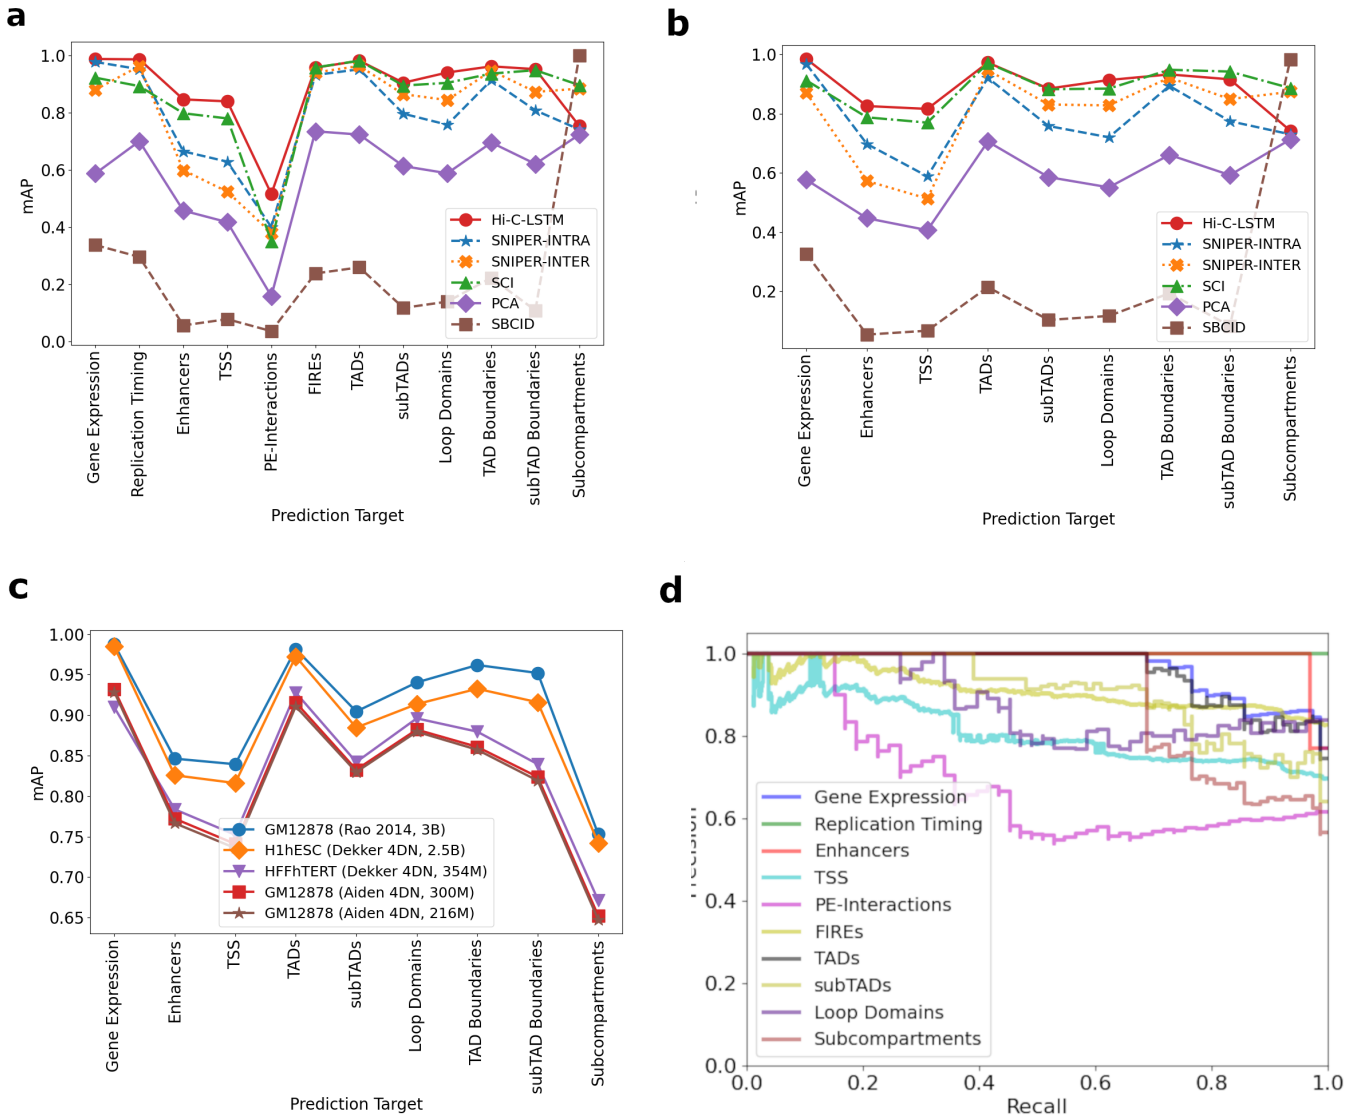 a
1.0
0.8
0.6
0.4
0.2
0.0
mAP
Hi-C-LSTM
SNIPER-INTRA
SNIPER-INTER
SCI
PCA
SBCID
Gene Expression
Replication Timing
Enhancers
TSS
PE-Interactions
FIREs
TADs
subTADs
Loop Domains
TAD Boundaries
subTAD Boundaries
Subcompartments
Prediction Target
b
1.0
0.8
0.6
0.4
0.2
mAP
Hi-C-LSTM
SNIPER-INTRA
SNIPER-INTER
SCI
PCA
SBCID
Gene Expression
Enhancers
TSS
TADs
subTADs
Loop Domains
TAD Boundaries
subTAD Boundaries
Subcompartments
Prediction Target
c
1.00
0.95
0.90
0.85
0.80
0.75
0.70
0.65
mAP
GM12878 (Rao 2014, 3B)
H1hESC (Dekker 4DN, 2.5B)
HFFhTERT (Dekker 4DN, 354M)
GM12878 (Aiden 4DN, 300M)
GM12878 (Aiden 4DN, 216M)
Gene Expression
Enhancers
TSS
TADs
subTADs
Loop Domains
TAD Boundaries
subTAD Boundaries
Subcompartments
Prediction Target
d
1.0
0.8
0.6
0.4
0.2
0.0
Gene Expression
Replication Timing
Enhancers
TSS
PE-Interactions
FIREs
TADs
subTADs
Loop Domains
Subcompartments
0.0 0.2 0.4 0.6 0.8 1.0
Recall